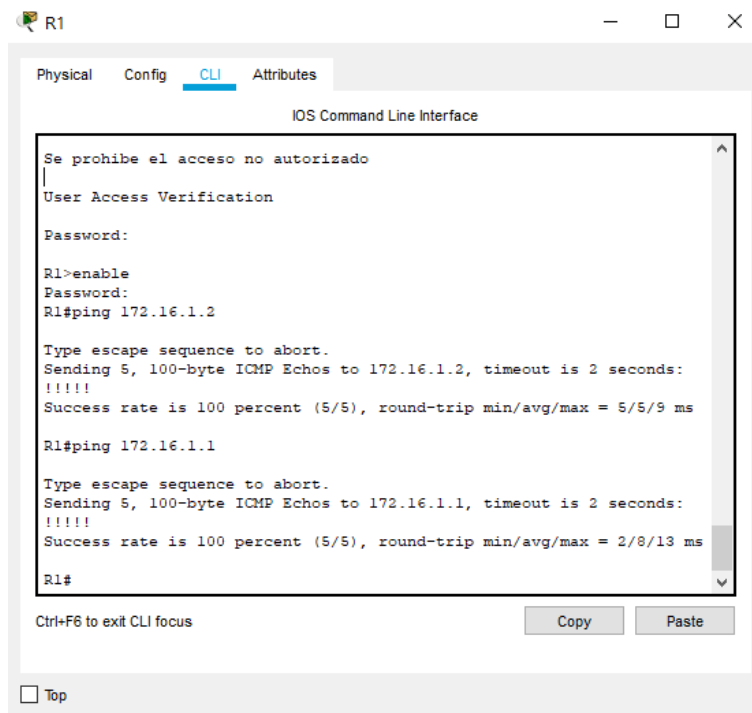 R1
Physical Config CLI Attributes
IOS Command Line Interface
Se prohibe el acceso no autorizado
User Access Verification
Password:
R1>enable
Password:
R1#ping 172.16.1.2
Type escape sequence to abort.
Sending 5, 100-byte ICMP Echos to 172.16.1.2, timeout is 2 seconds:
!!!!!
Success rate is 100 percent (5/5), round-trip min/avg/max = 5/5/9 ms
R1#ping 172.16.1.1
Type escape sequence to abort.
Sending 5, 100-byte ICMP Echos to 172.16.1.1, timeout is 2 seconds:
!!!!!
Success rate is 100 percent (5/5), round-trip min/avg/max = 2/8/13 ms
R1#
Ctrl+F6 to exit CLI focus
Copy Paste
Top